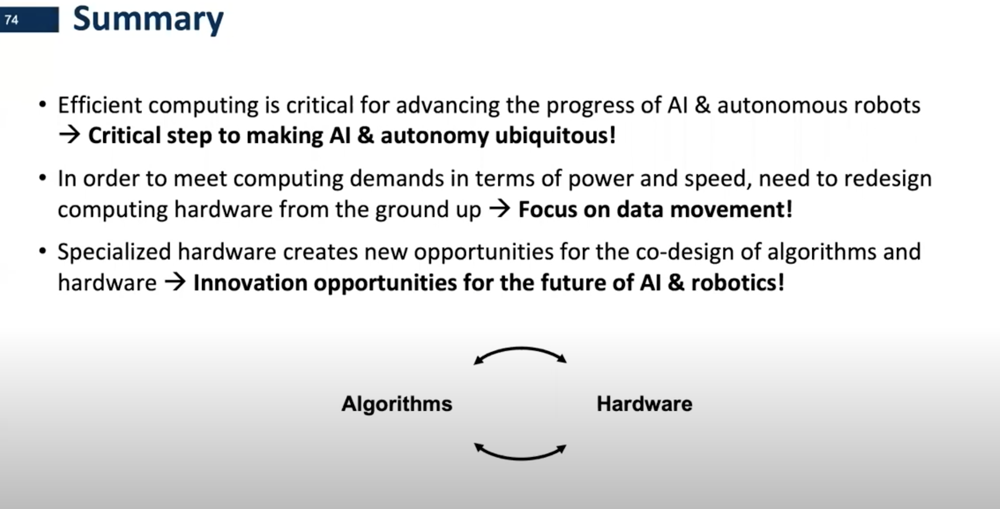 74
Summary
• Efficient computing is critical for advancing the progress of AI & autonomous robots
→ Critical step to making AI & autonomy ubiquitous!
• In order to meet computing demands in terms of power and speed, need to redesign
computing hardware from the ground up → Focus on data movement!
• Specialized hardware creates new opportunities for the co-design of algorithms and
hardware → Innovation opportunities for the future of AI & robotics!
Algorithms
Hardware